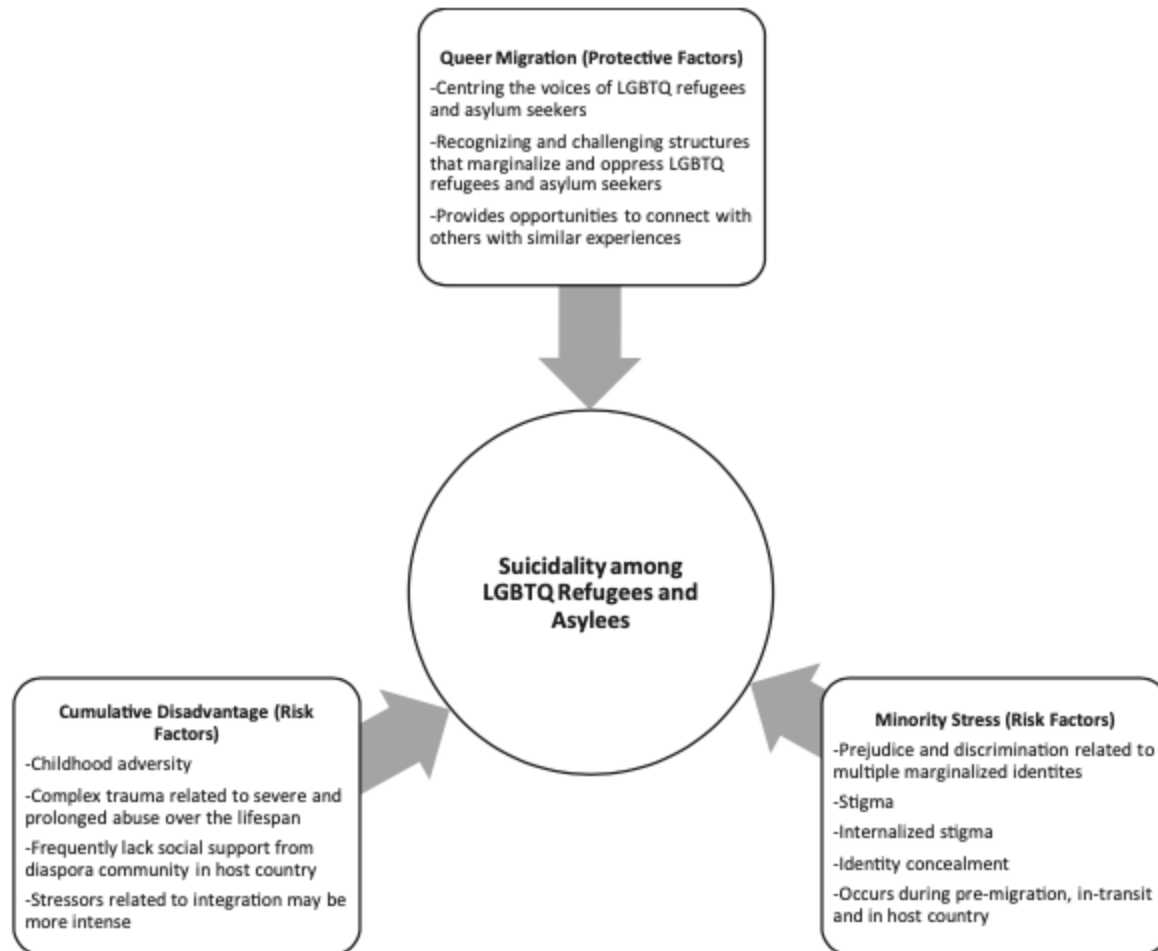 Queer Migration (Protective Factors)
-Centring the voices of LGBTQ refugees
and asylum seekers
-Recognizing and challenging structures
that marginalize and oppress LGBTQ
refugees and asylum seekers
-Provides opportunities to connect with
others with similar experiences
Suicidality among
LGBTQ Refugees and
Asylees
Cumulative Disadvantage (Risk
Factors)
-Childhood adversity
-Complex trauma related to severe and
prolonged abuse over the lifespan
-Frequently lack social support from
diaspora community in host country
-Stressors related to integration may be
more intense
Minority Stress (Risk Factors)
-Prejudice and discrimination related to
multiple marginalized identites
-Stigma
-Internalized stigma
-Identity concealment
-Occurs during pre-migration, in-transit
and in host country